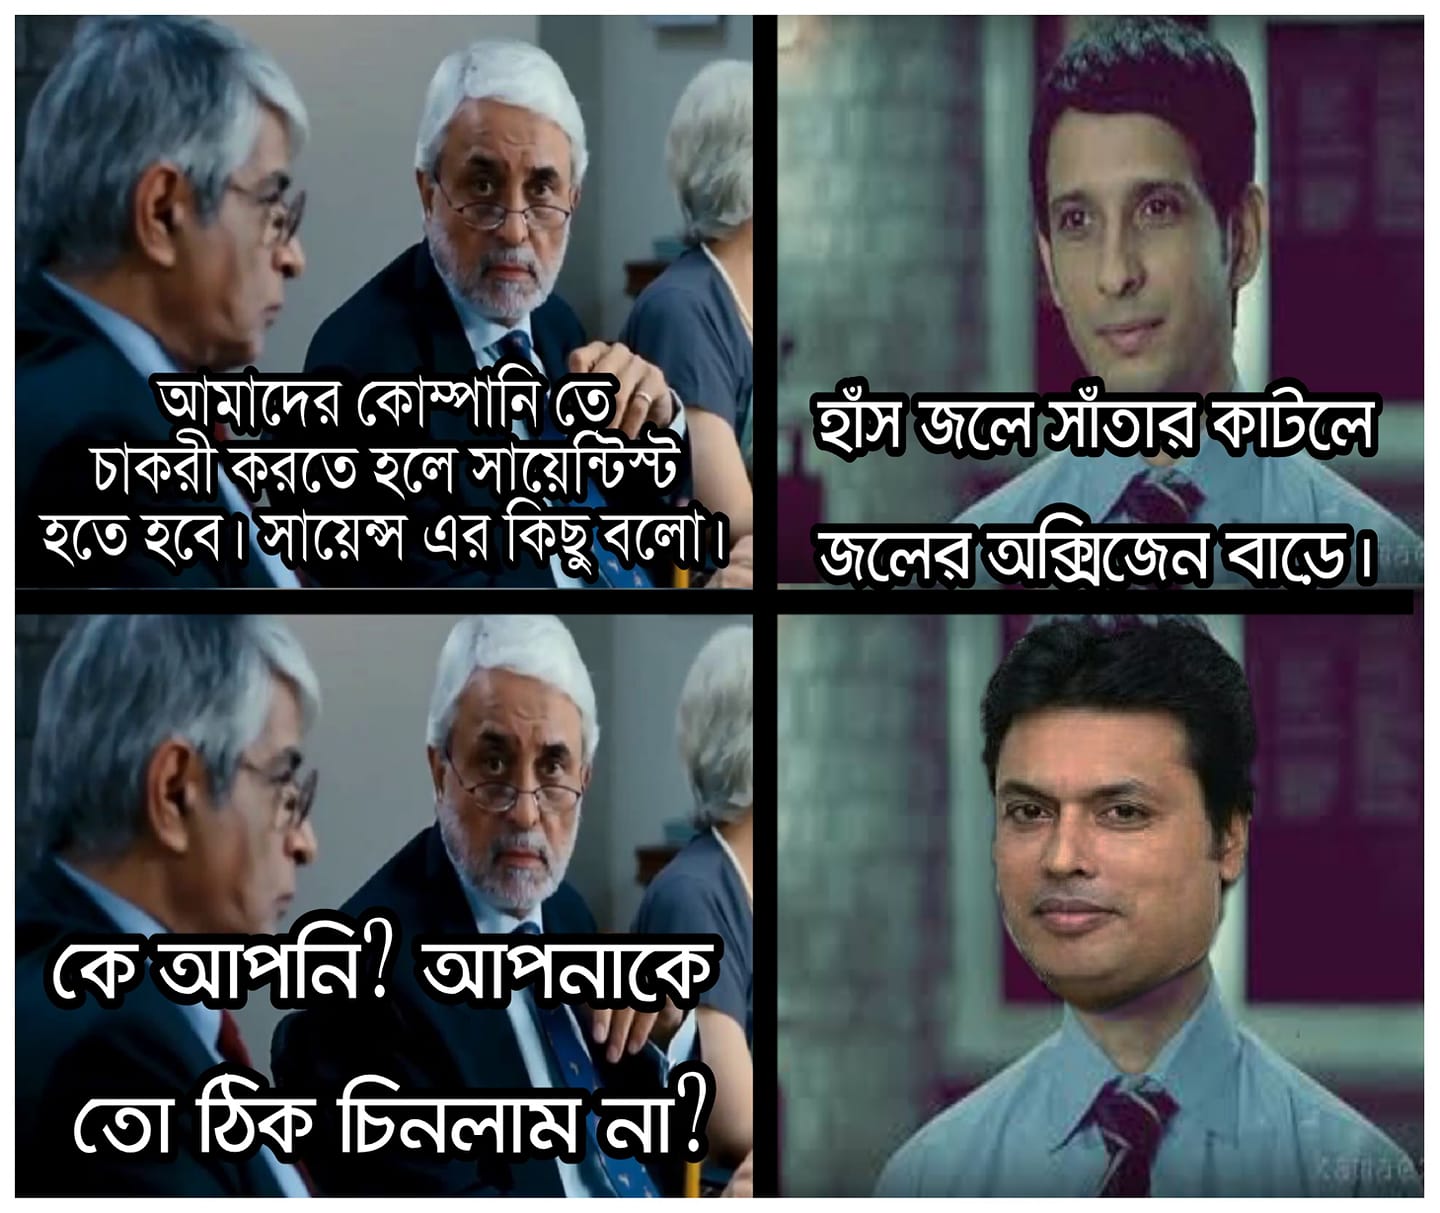 আমাদের কোম্পানি তে
চাকরী করতে হলে সায়েন্টিস্ট
হতে হবে। সায়েন্স এর কিছু বলো।
হাঁস জলে সাঁতার কাটলে
জলের অক্সিজেন বাড়ে।
কে আপনি? আপনাকে
তো ঠিক চিনলাম না?